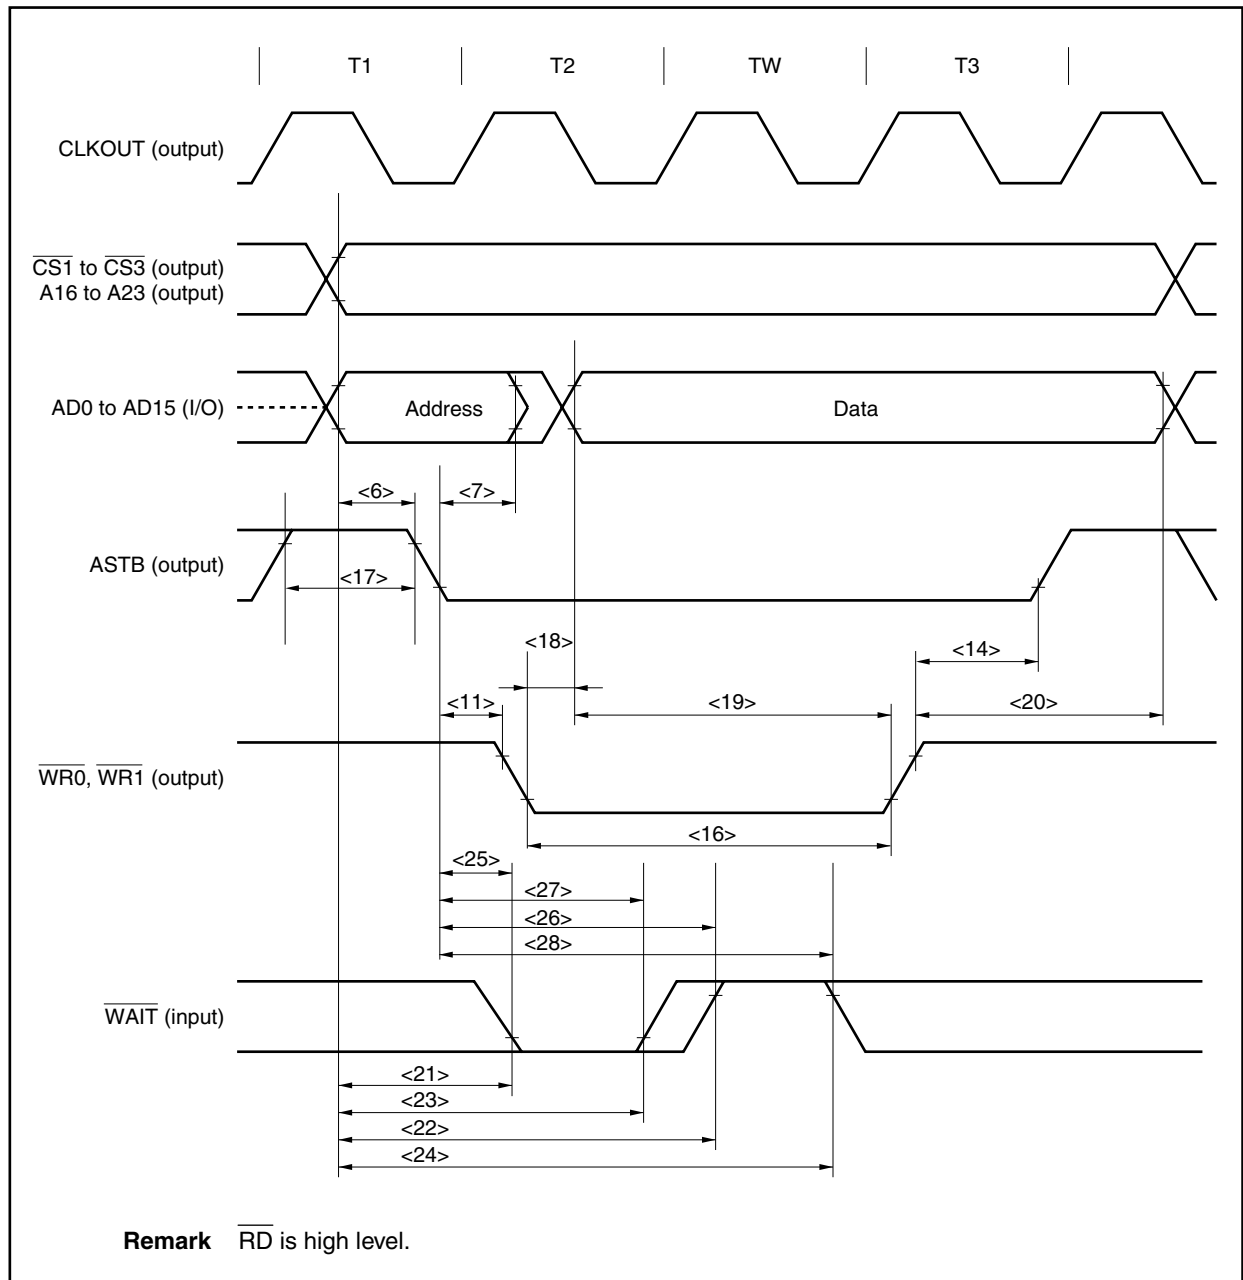 T1 T2 TW T3
CLKOUT (output)
CS1 to CS3 (output)
A16 to A23 (output)
AD0 to AD15 (I/O)
Address
Data
<6>
<7>
ASTB (output)
<17>
<18>
<14>
<11>
<19>
<20>
WR0, WR1 (output)
<16>
<25>
<27>
<26>
<28>
WAIT (input)
<21>
<23>
<22>
<24>
Remark RD is high level.